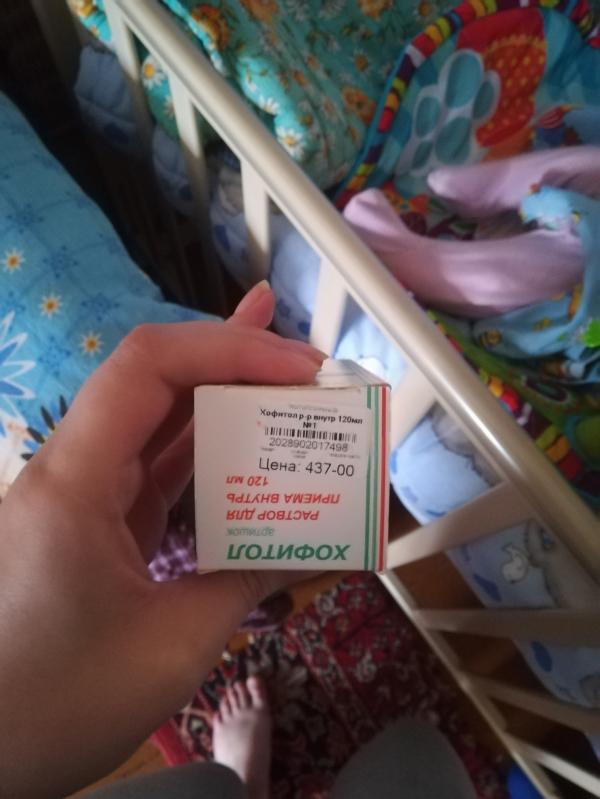 Хофитол р-р внутр 120мл
№1
2028902017498
Цена: 437-00
ХОФИТОЛ
артишок
РАСТВОР ДЛЯ
ПРИЕМА ВНУТРЬ
120 МЛ